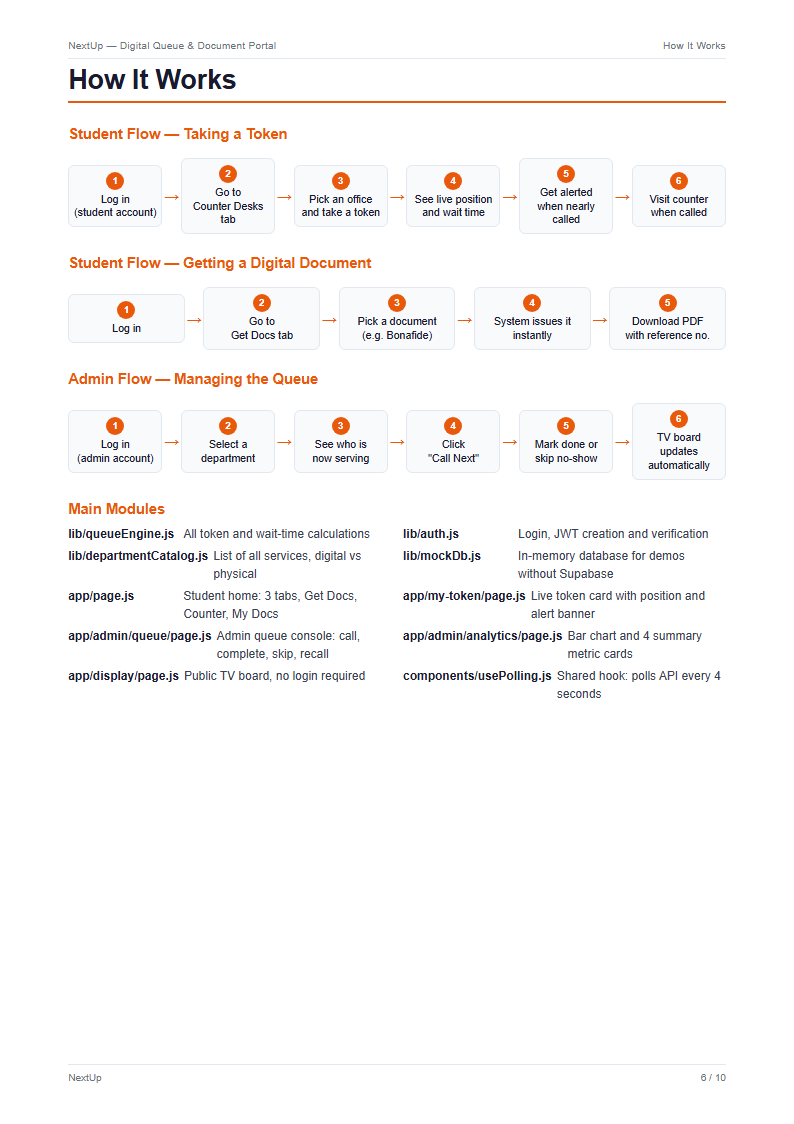 NextUp — Digital Queue & Document Portal
How It Works
How It Works
Student Flow — Taking a Token
1
Log in
(student account)
→
2
Go to
Counter Desks
tab
→
3
Pick an office
and take a token
→
4
See live position
and wait time
→
5
Get alerted
when nearly
called
→
6
Visit counter
when called
Student Flow — Getting a Digital Document
1
Log in
→
2
Go to
Get Docs tab
→
3
Pick a document
(e.g. Bonafide)
→
4
System issues it
instantly
→
5
Download PDF
with reference no.
Admin Flow — Managing the Queue
1
Log in
(admin account)
→
2
Select a
department
→
3
See who is
now serving
→
4
Click
"Call Next"
→
5
Mark done or
skip no-show
→
6
TV board
updates
automatically
Main Modules
lib/queueEngine.js All token and wait-time calculations
lib/auth.js Login, JWT creation and verification
lib/departmentCatalog.js List of all services, digital vs
physical
lib/mockDb.js In-memory database for demos
without Supabase
app/page.js Student home: 3 tabs, Get Docs,
Counter, My Docs
app/my-token/page.js Live token card with position and
alert banner
app/admin/queue/page.js Admin queue console: call,
complete, skip, recall
app/admin/analytics/page.js Bar chart and 4 summary
metric cards
app/display/page.js Public TV board, no login required
components/usePolling.js Shared hook: polls API every 4
seconds
NextUp
6 / 10